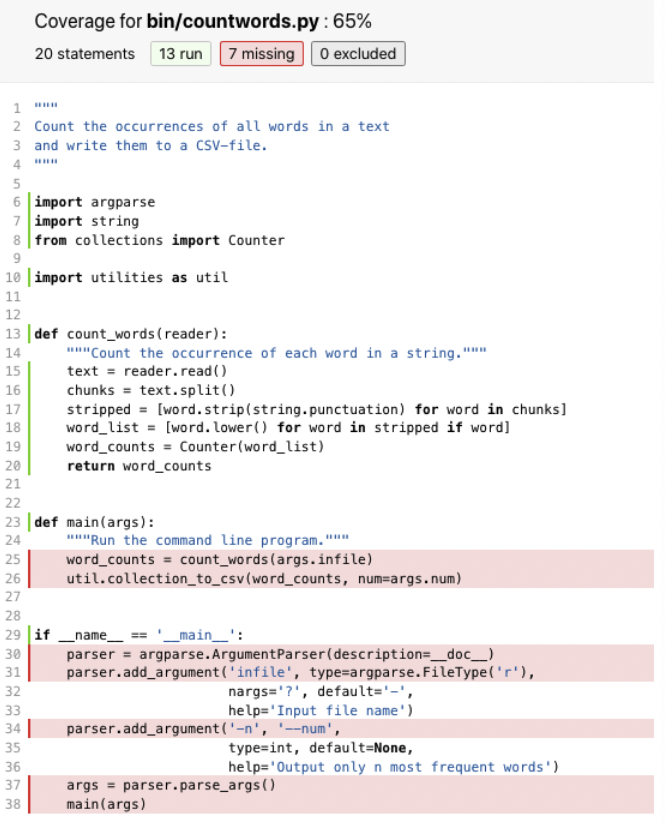 Coverage for bin/countwords.py : 65%
20 statements 13 run 7 missing 0 excluded
1 """
2 Count the occurrences of all words in a text
3 and write them to a CSV-file.
4 """
5
6 import argparse
7 import string
8 from collections import Counter
9
10 import utilities as util
11
12
13 def count_words(reader):
14     """Count the occurrence of each word in a string."""
15     text = reader.read()
16     chunks = text.split()
17     stripped = [word.strip(string.punctuation) for word in chunks]
18     word_list = [word.lower() for word in stripped if word]
19     word_counts = Counter(word_list)
20     return word_counts
21
22
23 def main(args):
24     """Run the command line program."""
25     word_counts = count_words(args.infile)
26     util.collection_to_csv(word_counts, num=args.num)
27
28
29 if __name__ == '__main__':
30     parser = argparse.ArgumentParser(description=__doc__)
31     parser.add_argument('infile', type=argparse.FileType('r'),
32                         nargs='?', default='-',
33                         help='Input file name')
34     parser.add_argument('-n', '--num',
35                         type=int, default=None,
36                         help='Output only n most frequent words')
37     args = parser.parse_args()
38     main(args)